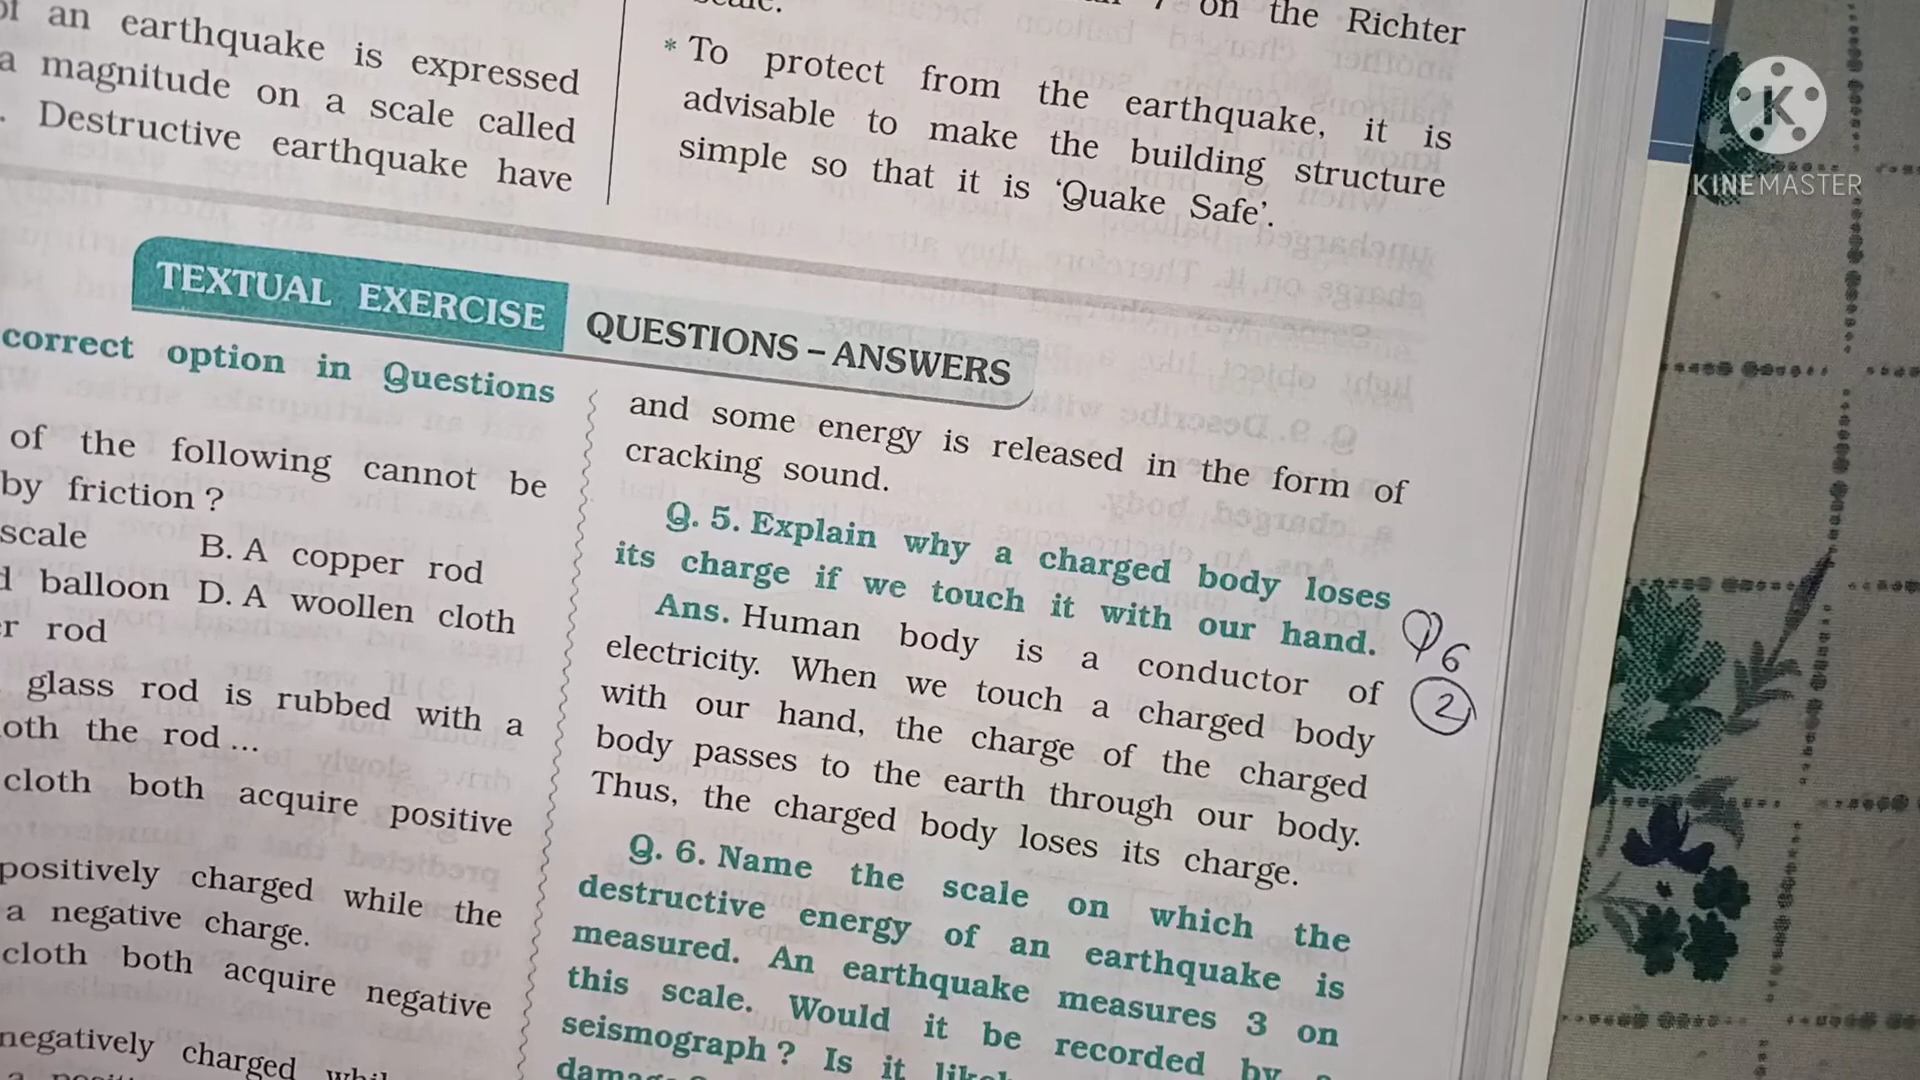 of an earthquake is expressed
a magnitude on a scale called
. Destructive earthquake have
on the Richter
* To protect from the earthquake, it is
advisable to make the building structure
simple so that it is ‘Quake Safe’.
TEXTUAL EXERCISE QUESTIONS – ANSWERS
correct option in Questions
of the following cannot be
by friction ?
scale B. A copper rod
balloon D. A woollen cloth
rod
glass rod is rubbed with a
the rod ...
cloth both acquire positive
positively charged while the
a negative charge.
cloth both acquire negative
negatively charged
and some energy is released in the form of
cracking sound.
Q. 5. Explain why a charged body loses
its charge if we touch it with our hand.
Ans. Human body is a conductor of
electricity. When we touch a charged body
with our hand, the charge of the charged
body passes to the earth through our body.
Thus, the charged body loses its charge.
Q. 6. Name the scale on which the
destructive energy of an earthquake is
measured. An earthquake measures 3 on
this scale. Would it be recorded by a
seismograph ? Is it
6
2
K
KINEMASTER